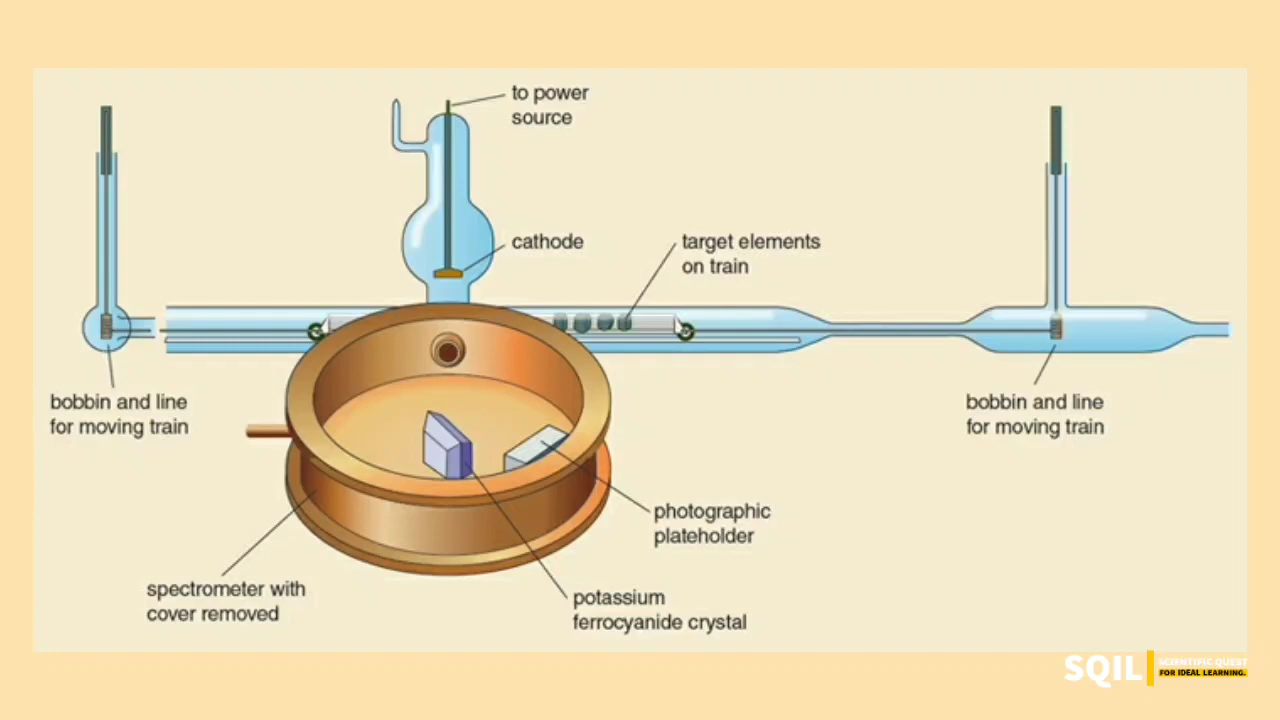 to power
source
cathode
target elements
on train
bobbin and line
for moving train
bobbin and line
for moving train
photographic
plateholder
spectrometer with
cover removed
potassium
ferrocyanide crystal
SQIL
SCIENTIFIC QUEST
FOR IDEAL LEARNING.